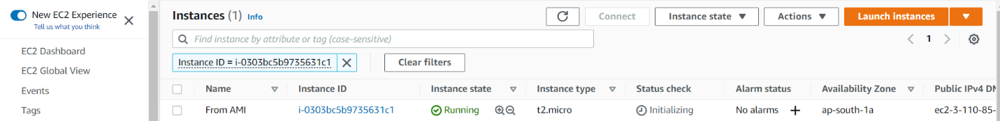 New EC2 Experience
Tell us what you think
EC2 Dashboard
EC2 Global View
Events
Tags
Instances (1) Info
Connect
Instance state
Actions
Launch instances
Find instance by attribute or tag (case-sensitive)
1
Instance ID = i-0303bc5b9735631c1
Clear filters
Name Instance ID Instance state Instance type Status check Alarm status Availability Zone Public IPv4 DN
From AMI i-0303bc5b9735631c1 Running t2.micro Initializing No alarms + ap-south-1a ec2-3-110-85-